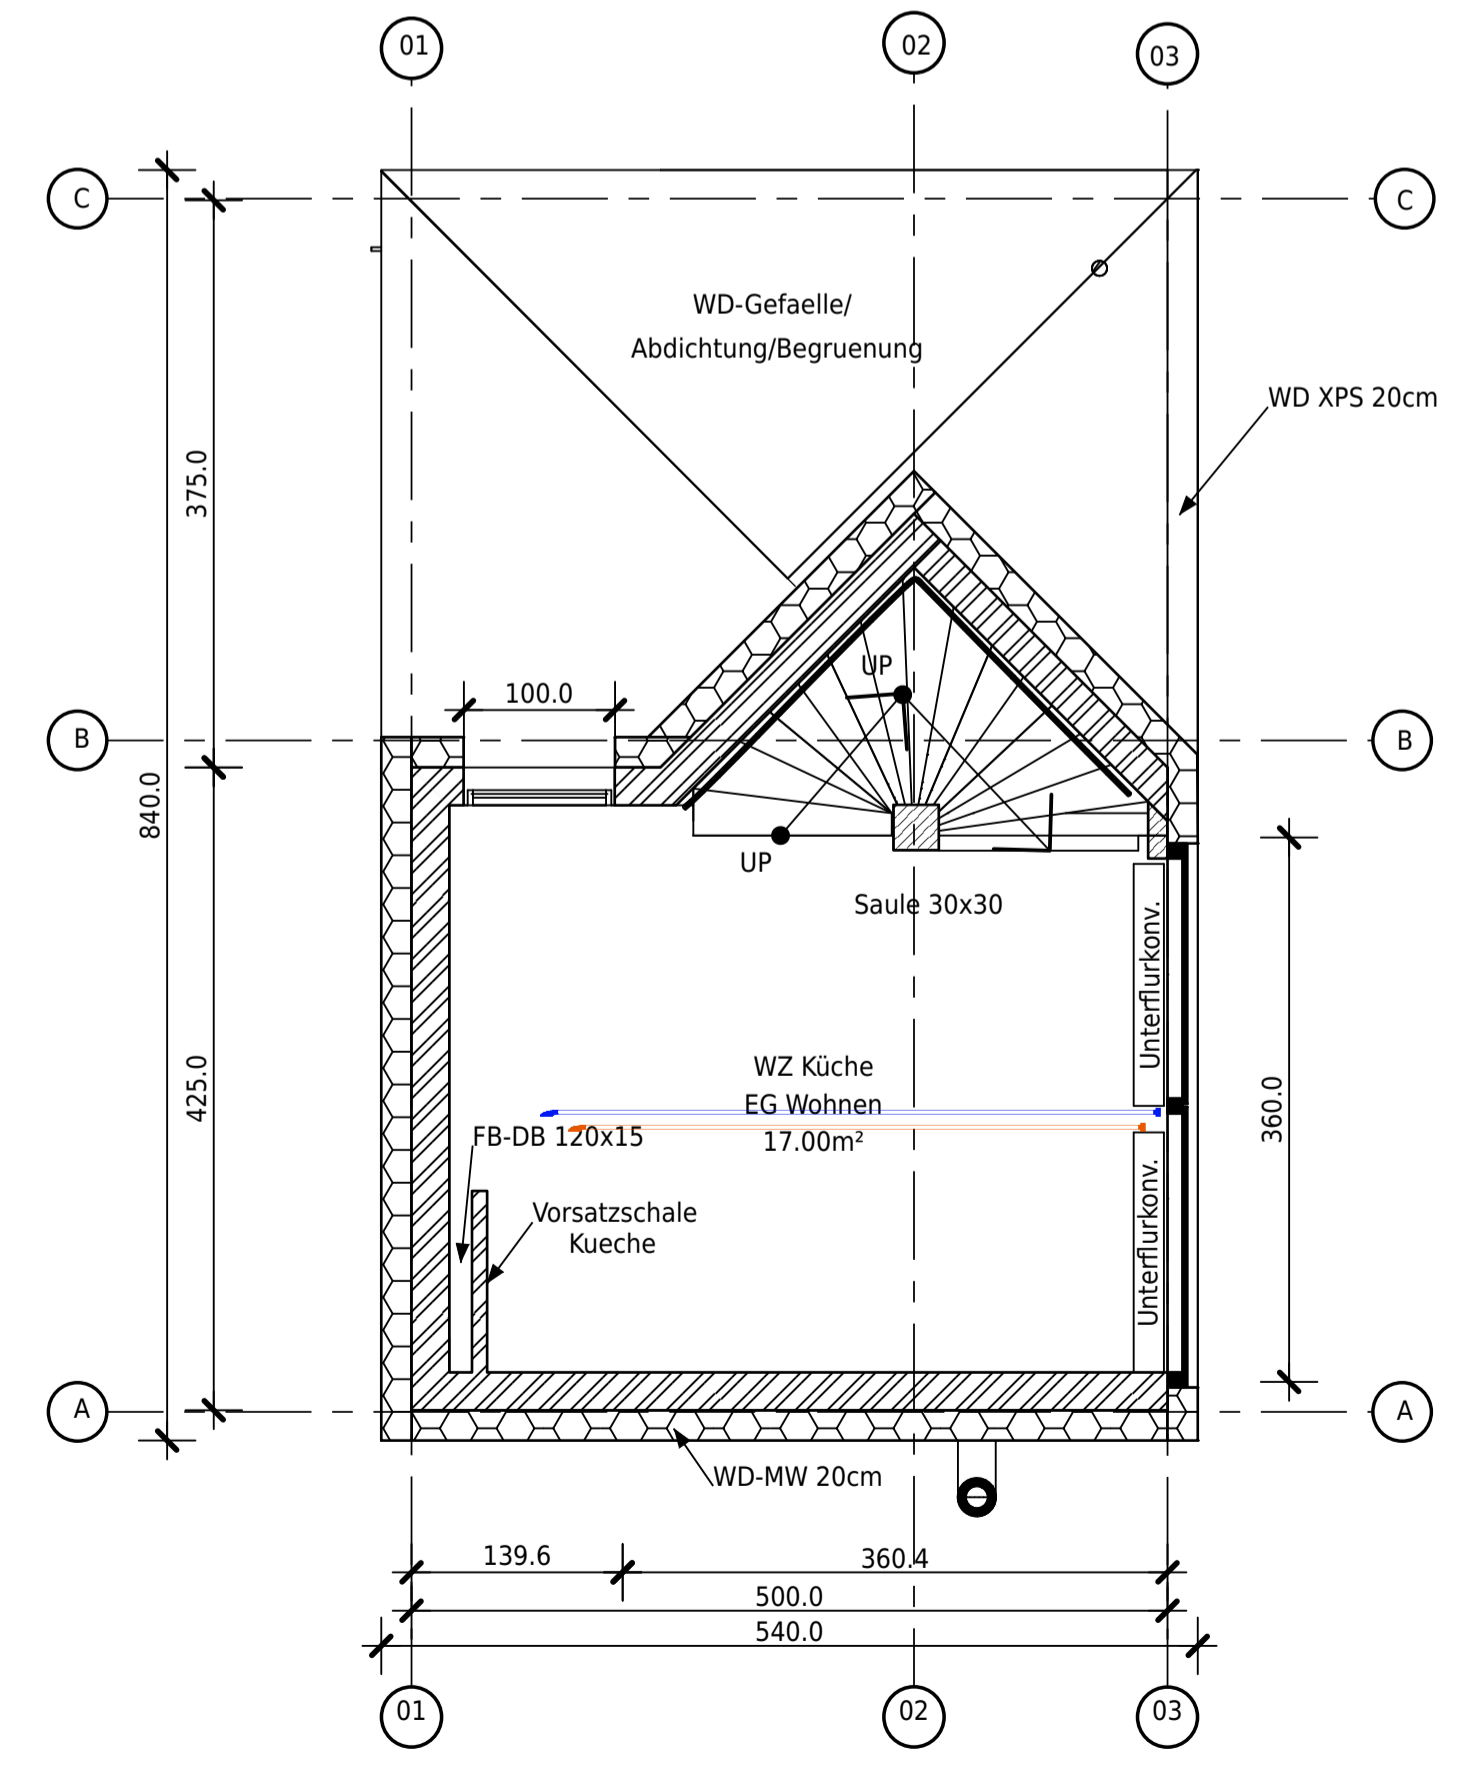 01
02
03
C
C
WD-Gefaelle/
Abdichtung/Begruenung
WD XPS 20cm
375.0
UP
100.0
B
B
840.0
UP
Saule 30x30
Unterflurkonv.
WZ Küche
EG Wohnen
17.00m²
425.0
360.0
FB-DB 120x15
Vorsatzschale
Kueche
Unterflurkonv.
A
A
WD-MW 20cm
139.6
360.4
500.0
540.0
01
02
03